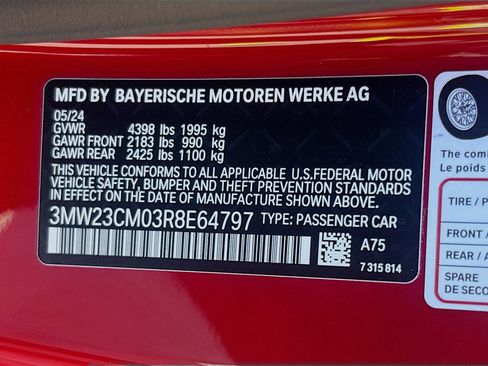 MFD BY BAYERISCHE MOTOREN WERKE AG
05/24
GVWR 4398 lbs 1995 kg
GAWR FRONT 2183 lbs 990 kg
GAWR REAR 2425 lbs 1100 kg
THIS VEHICLE CONFORMS TO ALL APPLICABLE U.S.FEDERAL MOTOR
VEHICLE SAFETY, BUMPER AND THEFT PREVENTION STANDARDS
IN EFFECT ON THE DATE OF MANUFACTURE SHOWN ABOVE.
3MW23CM03R8E64797 TYPE: PASSENGER CAR
A75
7 315 814
The com
Le poids
TIRE / P
FRONT /
AVANT
REAR / A
ARRIÈRE
SPARE
DE SECO